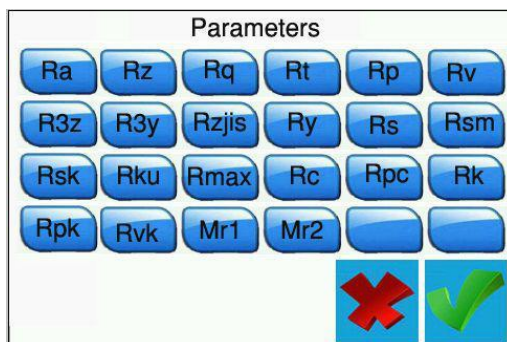 Parameters
Ra Rz Rq Rt Rp Rv
R3z R3y Rzjis Ry Rs Rsm
Rsk Rku Rmax Rc Rpc Rk
Rpk Rvk Mr1 Mr2